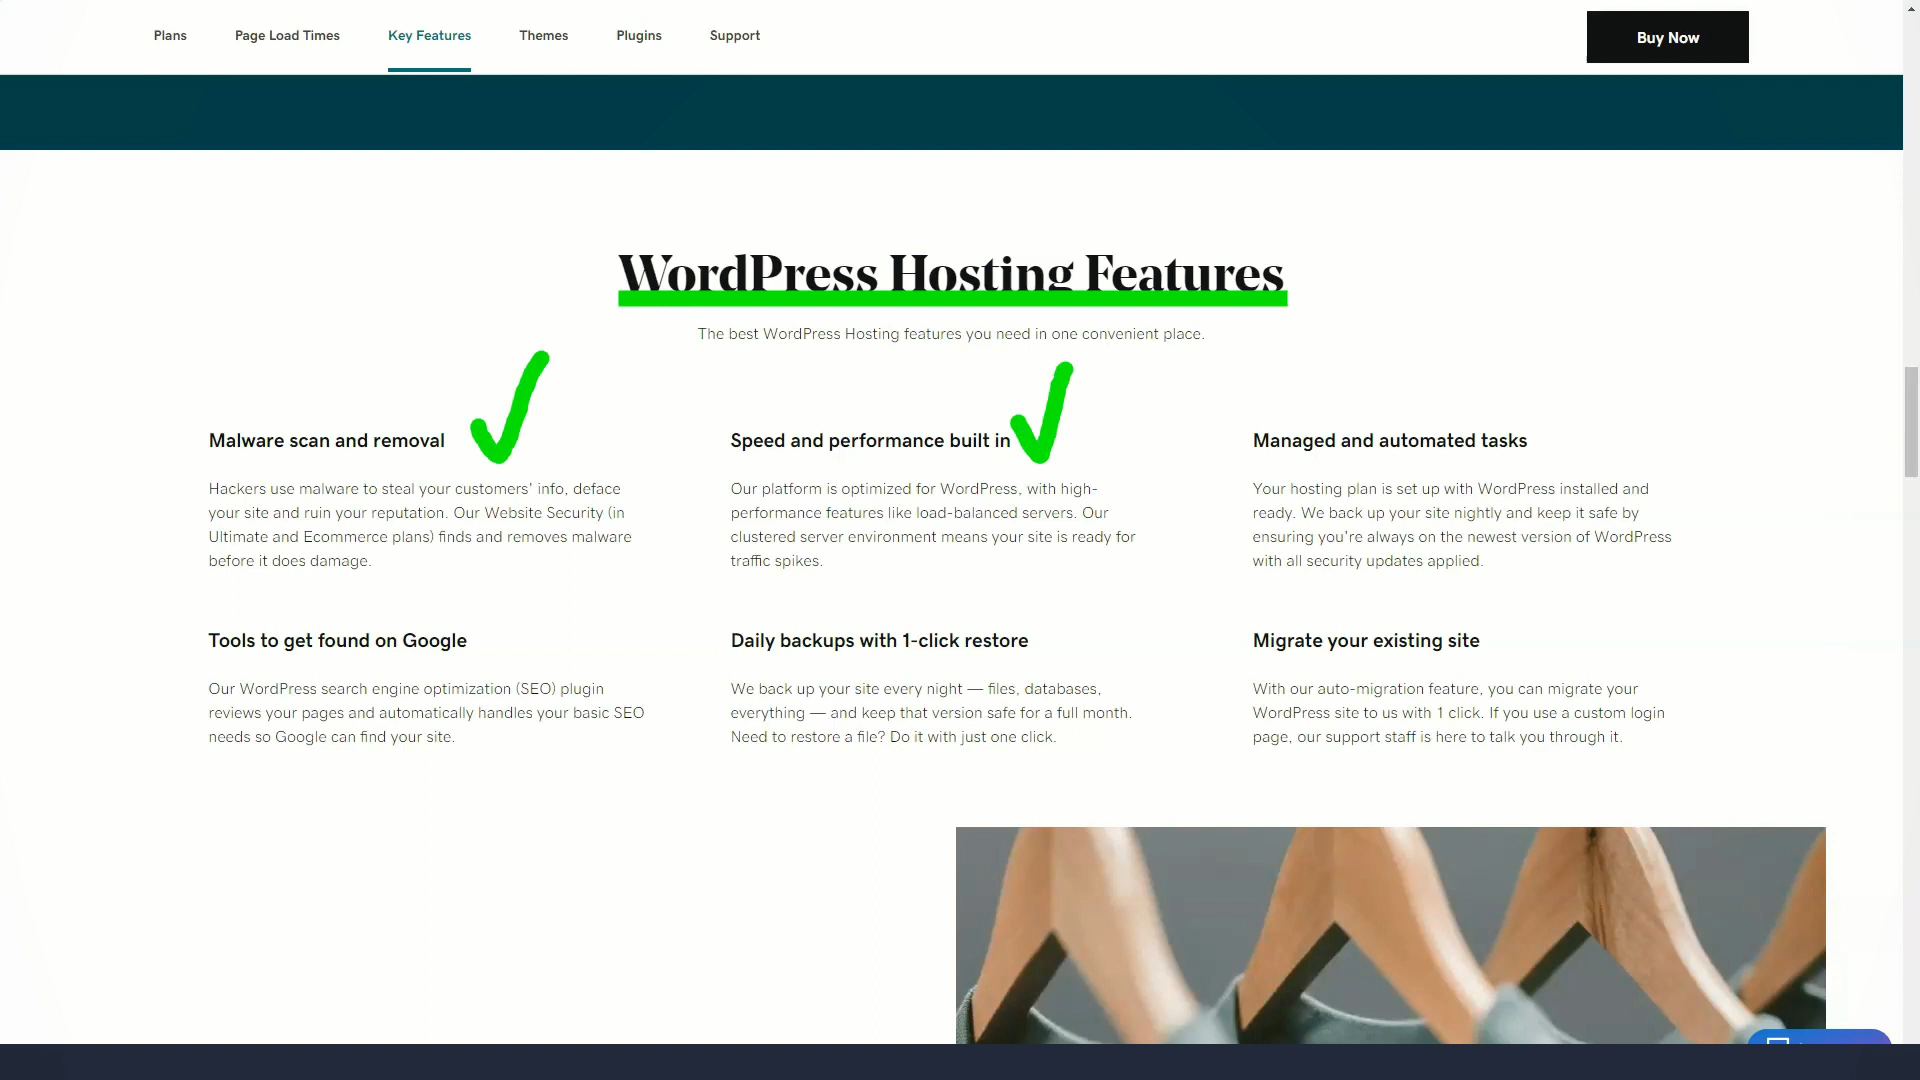 Plans Page Load Times Key Features Themes Plugins Support Buy Now
WordPress Hosting Features
The best WordPress Hosting features you need in one convenient place.
Malware scan and removal
Hackers use malware to steal your customers' info, deface
your site and ruin your reputation. Our Website Security (in
Ultimate and Ecommerce plans) finds and removes malware
before it does damage.
Speed and performance built in
Our platform is optimized for WordPress, with high-
performance features like load-balanced servers. Our
clustered server environment means your site is ready for
traffic spikes.
Managed and automated tasks
Your hosting plan is set up with WordPress installed and
ready. We back up your site nightly and keep it safe by
ensuring you're always on the newest version of WordPress
with all security updates applied.
Tools to get found on Google
Our WordPress search engine optimization (SEO) plugin
reviews your pages and automatically handles your basic SEO
needs so Google can find your site.
Daily backups with 1-click restore
We back up your site every night — files, databases,
everything — and keep that version safe for a full month.
Need to restore a file? Do it with just one click.
Migrate your existing site
With our auto-migration feature, you can migrate your
WordPress site to us with 1 click. If you use a custom login
page, our support staff is here to talk you through it.